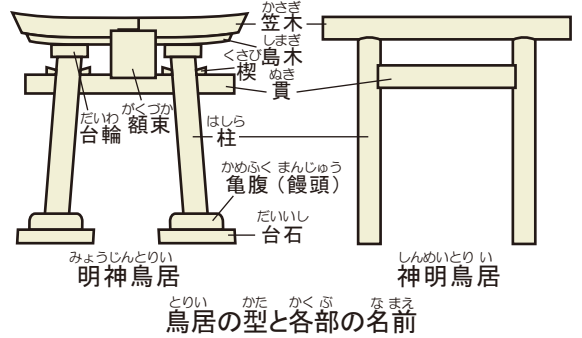 かさぎ
笠木
しまぎ
島木
くさび
楔
ぬき
貫
だいわ
台輪
がくづか
額束
はしら
柱
かめふく まんじゅう
亀腹（饅頭）
だいいし
台石
みょうじんとりい
明神鳥居
しんめいとりい
神明鳥居
とりい かた かくぶ なまえ
鳥居の型と各部の名前